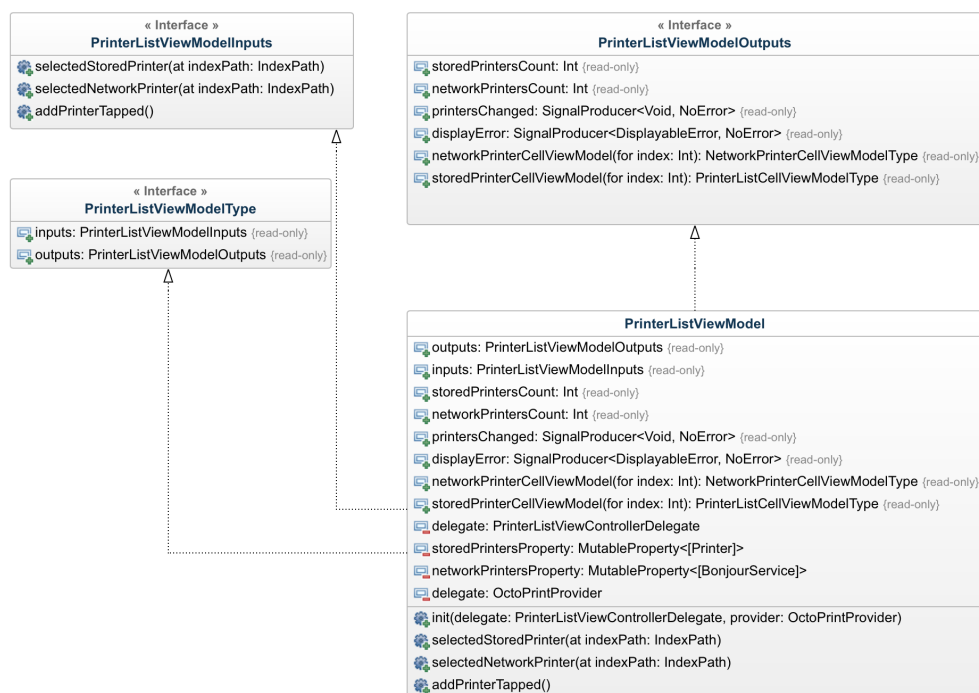 « Interface »
PrinterListViewModelInputs
selectedStoredPrinter(at indexPath: IndexPath)
selectedNetworkPrinter(at indexPath: IndexPath)
addPrinterTapped()
« Interface »
PrinterListViewModelOutputs
storedPrintersCount: Int {read-only}
networkPrintersCount: Int {read-only}
printersChanged: SignalProducer<Void, NoError> {read-only}
displayError: SignalProducer<DisplayableError, NoError> {read-only}
networkPrinterCellViewModel(for index: Int): NetworkPrinterCellViewModelType {read-only}
storedPrinterCellViewModel(for index: Int): PrinterListCellViewModelType {read-only}
« Interface »
PrinterListViewModelType
inputs: PrinterListViewModelInputs {read-only}
outputs: PrinterListViewModelOutputs {read-only}
PrinterListViewModel
outputs: PrinterListViewModelOutputs {read-only}
inputs: PrinterListViewModelInputs {read-only}
storedPrintersCount: Int {read-only}
networkPrintersCount: Int {read-only}
printersChanged: SignalProducer<Void, NoError> {read-only}
displayError: SignalProducer<DisplayableError, NoError> {read-only}
networkPrinterCellViewModel(for index: Int): NetworkPrinterCellViewModelType {read-only}
storedPrinterCellViewModel(for index: Int): PrinterListCellViewModelType {read-only}
delegate: PrinterListViewControllerDelegate
storedPrintersProperty: MutableProperty<[Printer]>
networkPrintersProperty: MutableProperty<[BonjourService]>
delegate: OctoPrintProvider
init(delegate: PrinterListViewControllerDelegate, provider: OctoPrintProvider)
selectedStoredPrinter(at indexPath: IndexPath)
selectedNetworkPrinter(at indexPath: IndexPath)
addPrinterTapped()